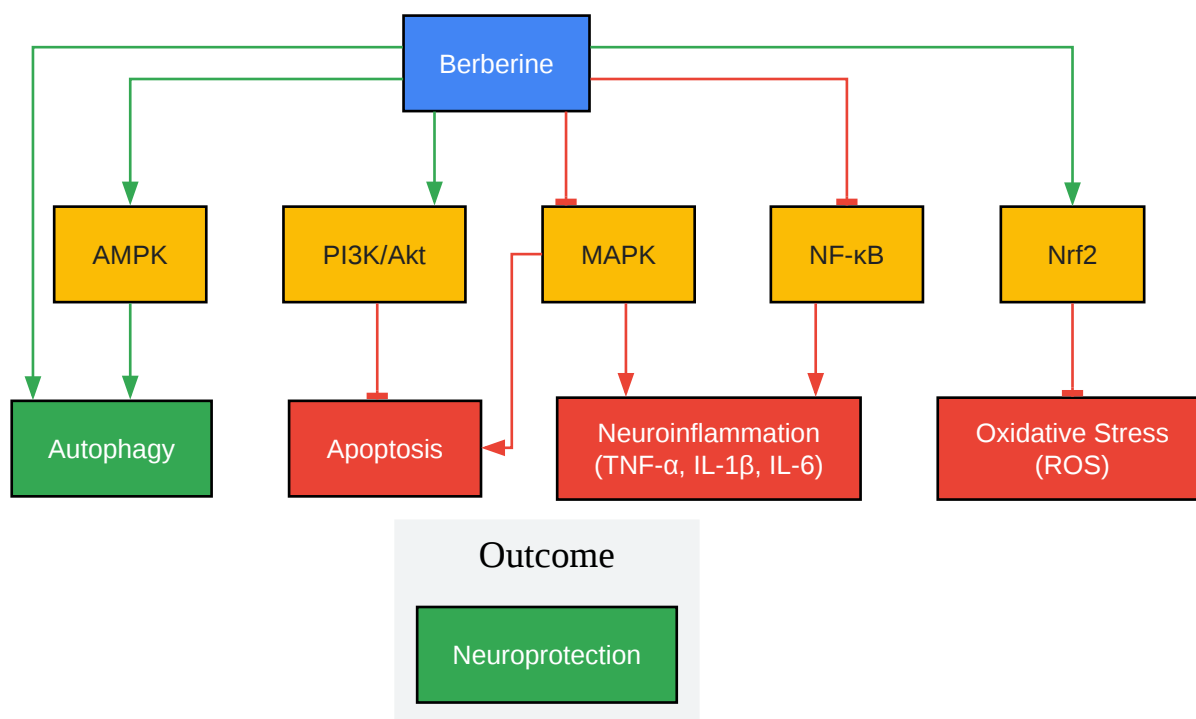 Berberine
AMPK
PI3K/Akt
MAPK
NF-κB
Nrf2
Autophagy
Apoptosis
Neuroinflammation
(TNF-α, IL-1β, IL-6)
Oxidative Stress
(ROS)
Outcome
Neuroprotection